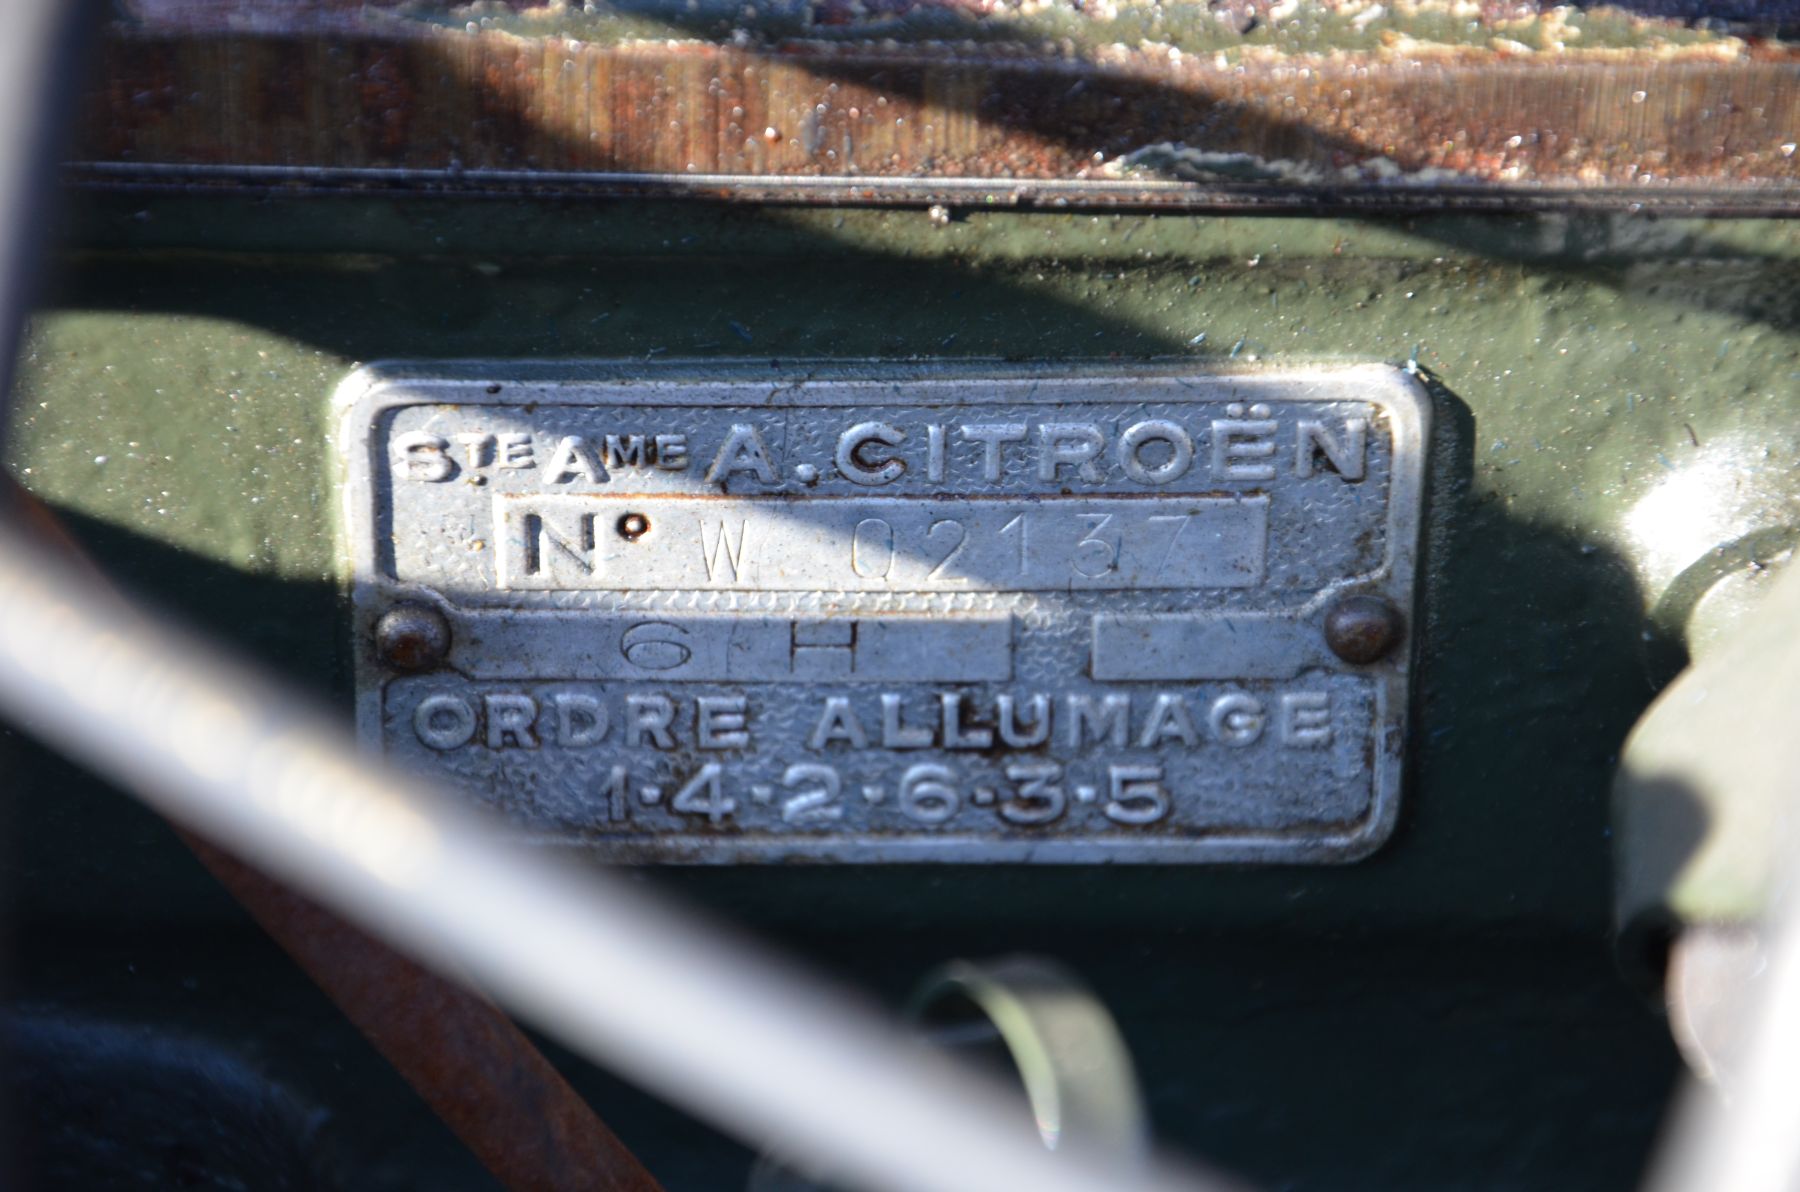 STE AME A. CITROËN
N° W 02137
6 H
ORDRE ALLUMAGE
1·4·2·6·3·5